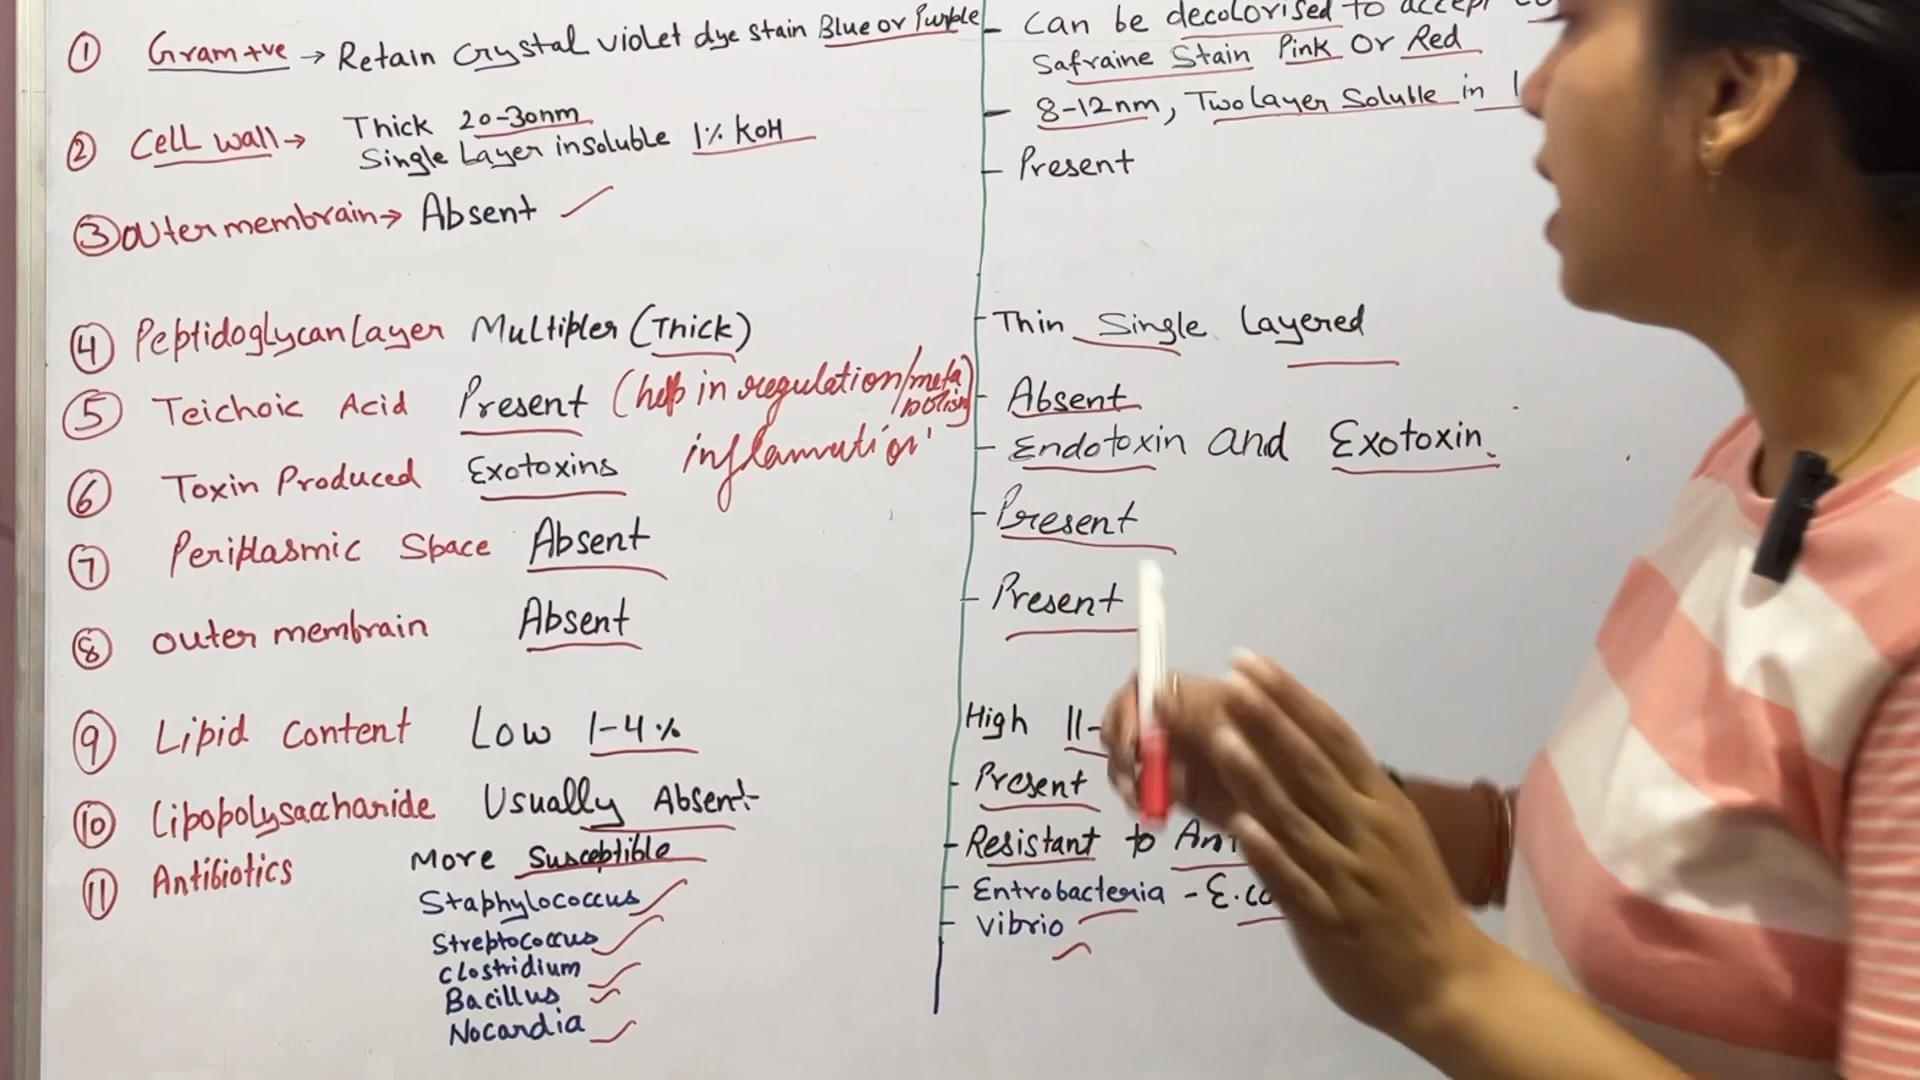 ① Gram +ve → Retain Crystal violet dye stain Blue or Purple
② Cell wall → Thick 20-30nm
Single Layer insoluble 1% KOH
③ Outer membrain → Absent
④ Peptidoglycan Layer Multipler (Thick)
⑤ Teichoic Acid Present (help in regulation/
inflamution
⑥ Toxin Produced Exotoxins
⑦ Periplasmic Space Absent
⑧ outer membrain Absent
⑨ Lipid Content Low 1-4%
⑩ Lipopolysaccharide Usually Absent
⑪ Antibiotics More Susceptible
Staphylococcus
Streptococcus
Clostridium
Bacillus
Nocardia
- Can be decolorised to accept
Safraine Stain Pink Or Red
- 8-12nm, Two layer Soluble in
- Present
- Thin Single Layered
- Absent
- Endotoxin and Exotoxin.
- Present
- Present
High 11-
- Present
- Resistant to
- Entrobacteria -
- Vibrio